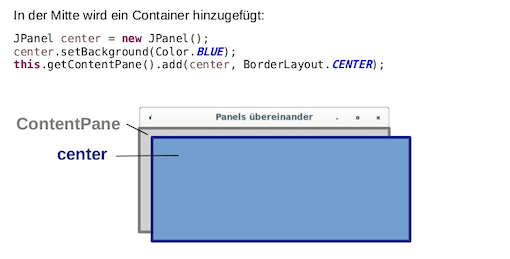 In der Mitte wird ein Container hinzugefügt:
JPanel center = new JPanel();
center.setBackground(Color.BLUE);
this.getContentPane().add(center, BorderLayout.CENTER);
Panels übereinander
ContentPane
center